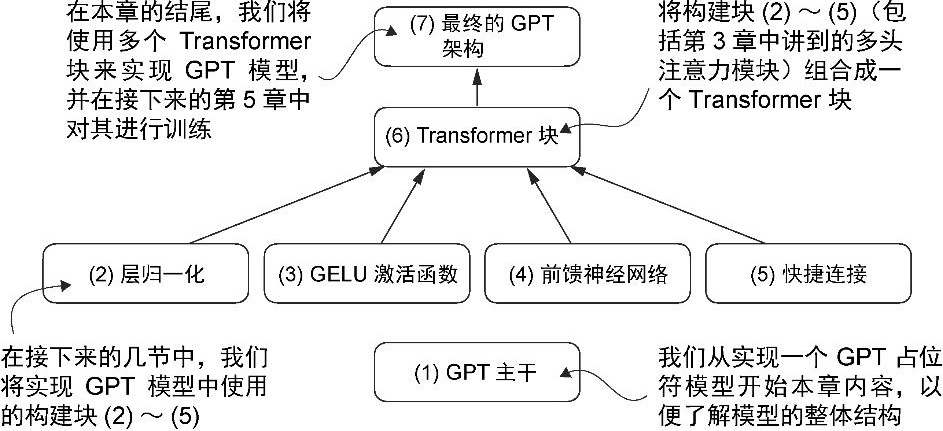 在本章的结尾，我们将
使用多个 Transformer
块来实现 GPT 模型，
并在接下来的第 5 章中
对其进行训练
(7) 最终的 GPT
架构
将构建块 (2) ～ (5)（包
括第 3 章中讲到的多头
注意力模块）组合成一
个 Transformer 块
(6) Transformer 块
(2) 层归一化
(3) GELU 激活函数
(4) 前馈神经网络
(5) 快捷连接
在接下来的几节中，我们
将实现 GPT 模型中使用
的构建块 (2) ～ (5)
(1) GPT 主干
我们从实现一个 GPT 占位
符模型开始本章内容，以
便了解模型的整体结构